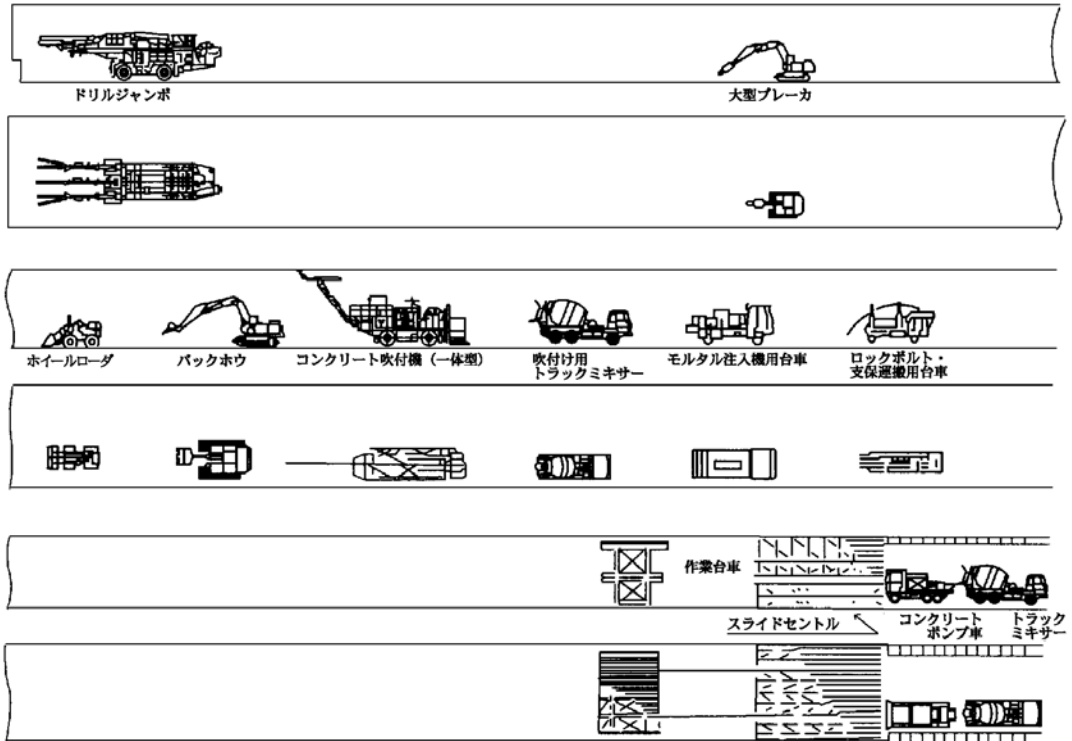 ドリルジャンボ
大型ブレーカ
ホイールローダ
バックホウ
コンクリート吹付機（一体型）
吹付け用
トラックミキサー
モルタル注入機用台車
ロックボルト・
支保運搬用台車
作業台車
スライドセントル
コンクリート
ポンプ車
トラック
ミキサー